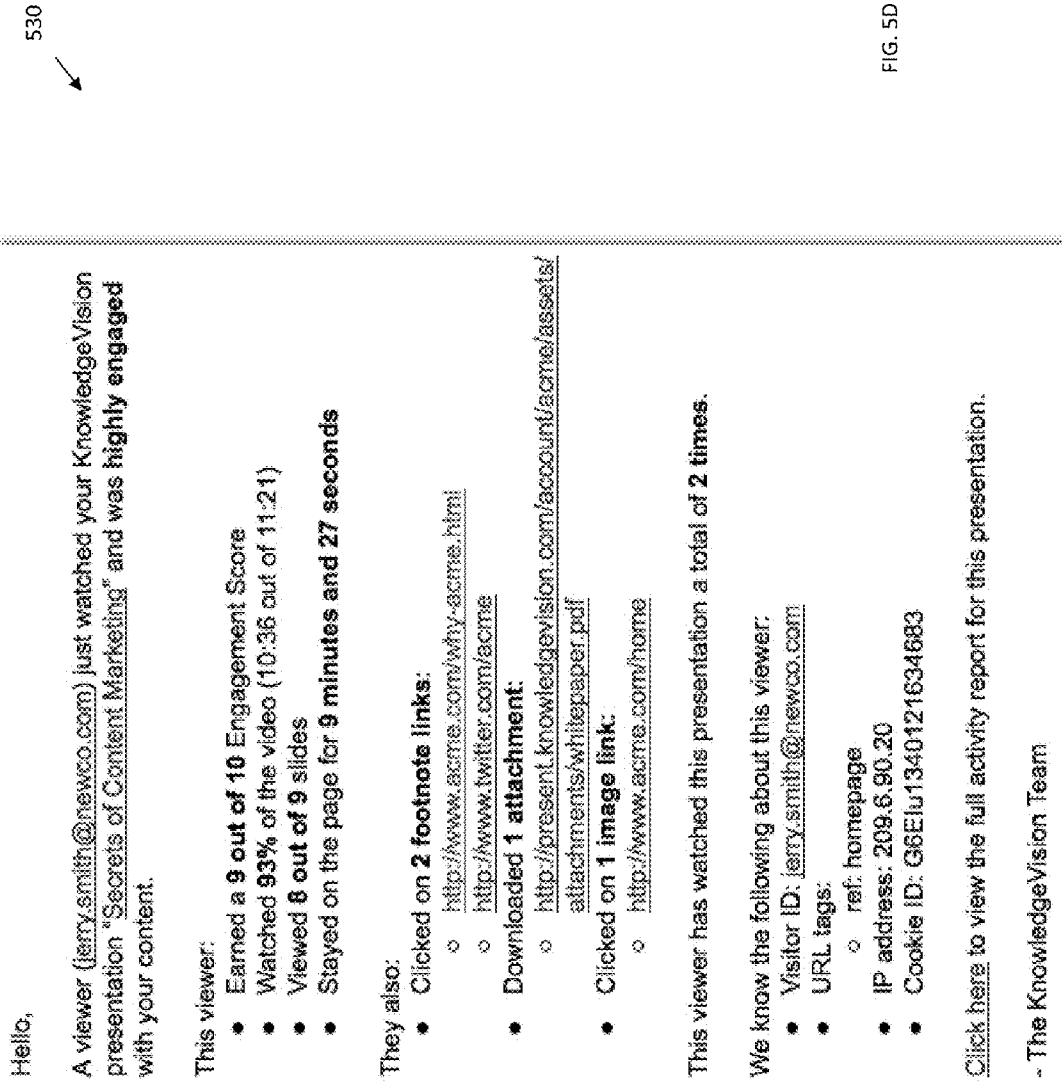 530
Hello,
A viewer (jerry.smith@newco.com) just watched your KnowledgeVision
presentation "Secrets of Content Marketing" and was highly engaged
with your content.
This viewer:
• Earned a 9 out of 10 Engagement Score
• Watched 93% of the video (10:36 out of 11:21)
• Viewed 8 out of 9 slides
• Stayed on the page for 9 minutes and 27 seconds
They also:
• Clicked on 2 footnote links:
○ http://www.acme.com/why-acme.html
○ http://www.twitter.com/acme
• Downloaded 1 attachment:
○ http://present.knowledgevision.com/account/acme/assets/
attachments/whitepaper.pdf
• Clicked on 1 image link:
○ http://www.acme.com/home
This viewer has watched this presentation a total of 2 times.
We know the following about this viewer:
• Visitor ID: jerry.smith@newco.com
• URL tags:
○ ref: homepage
• IP address: 209.6.90.20
• Cookie ID: G6EIu1340121634683
Click here to view the full activity report for this presentation.
- The KnowledgeVision Team
FIG. 5D